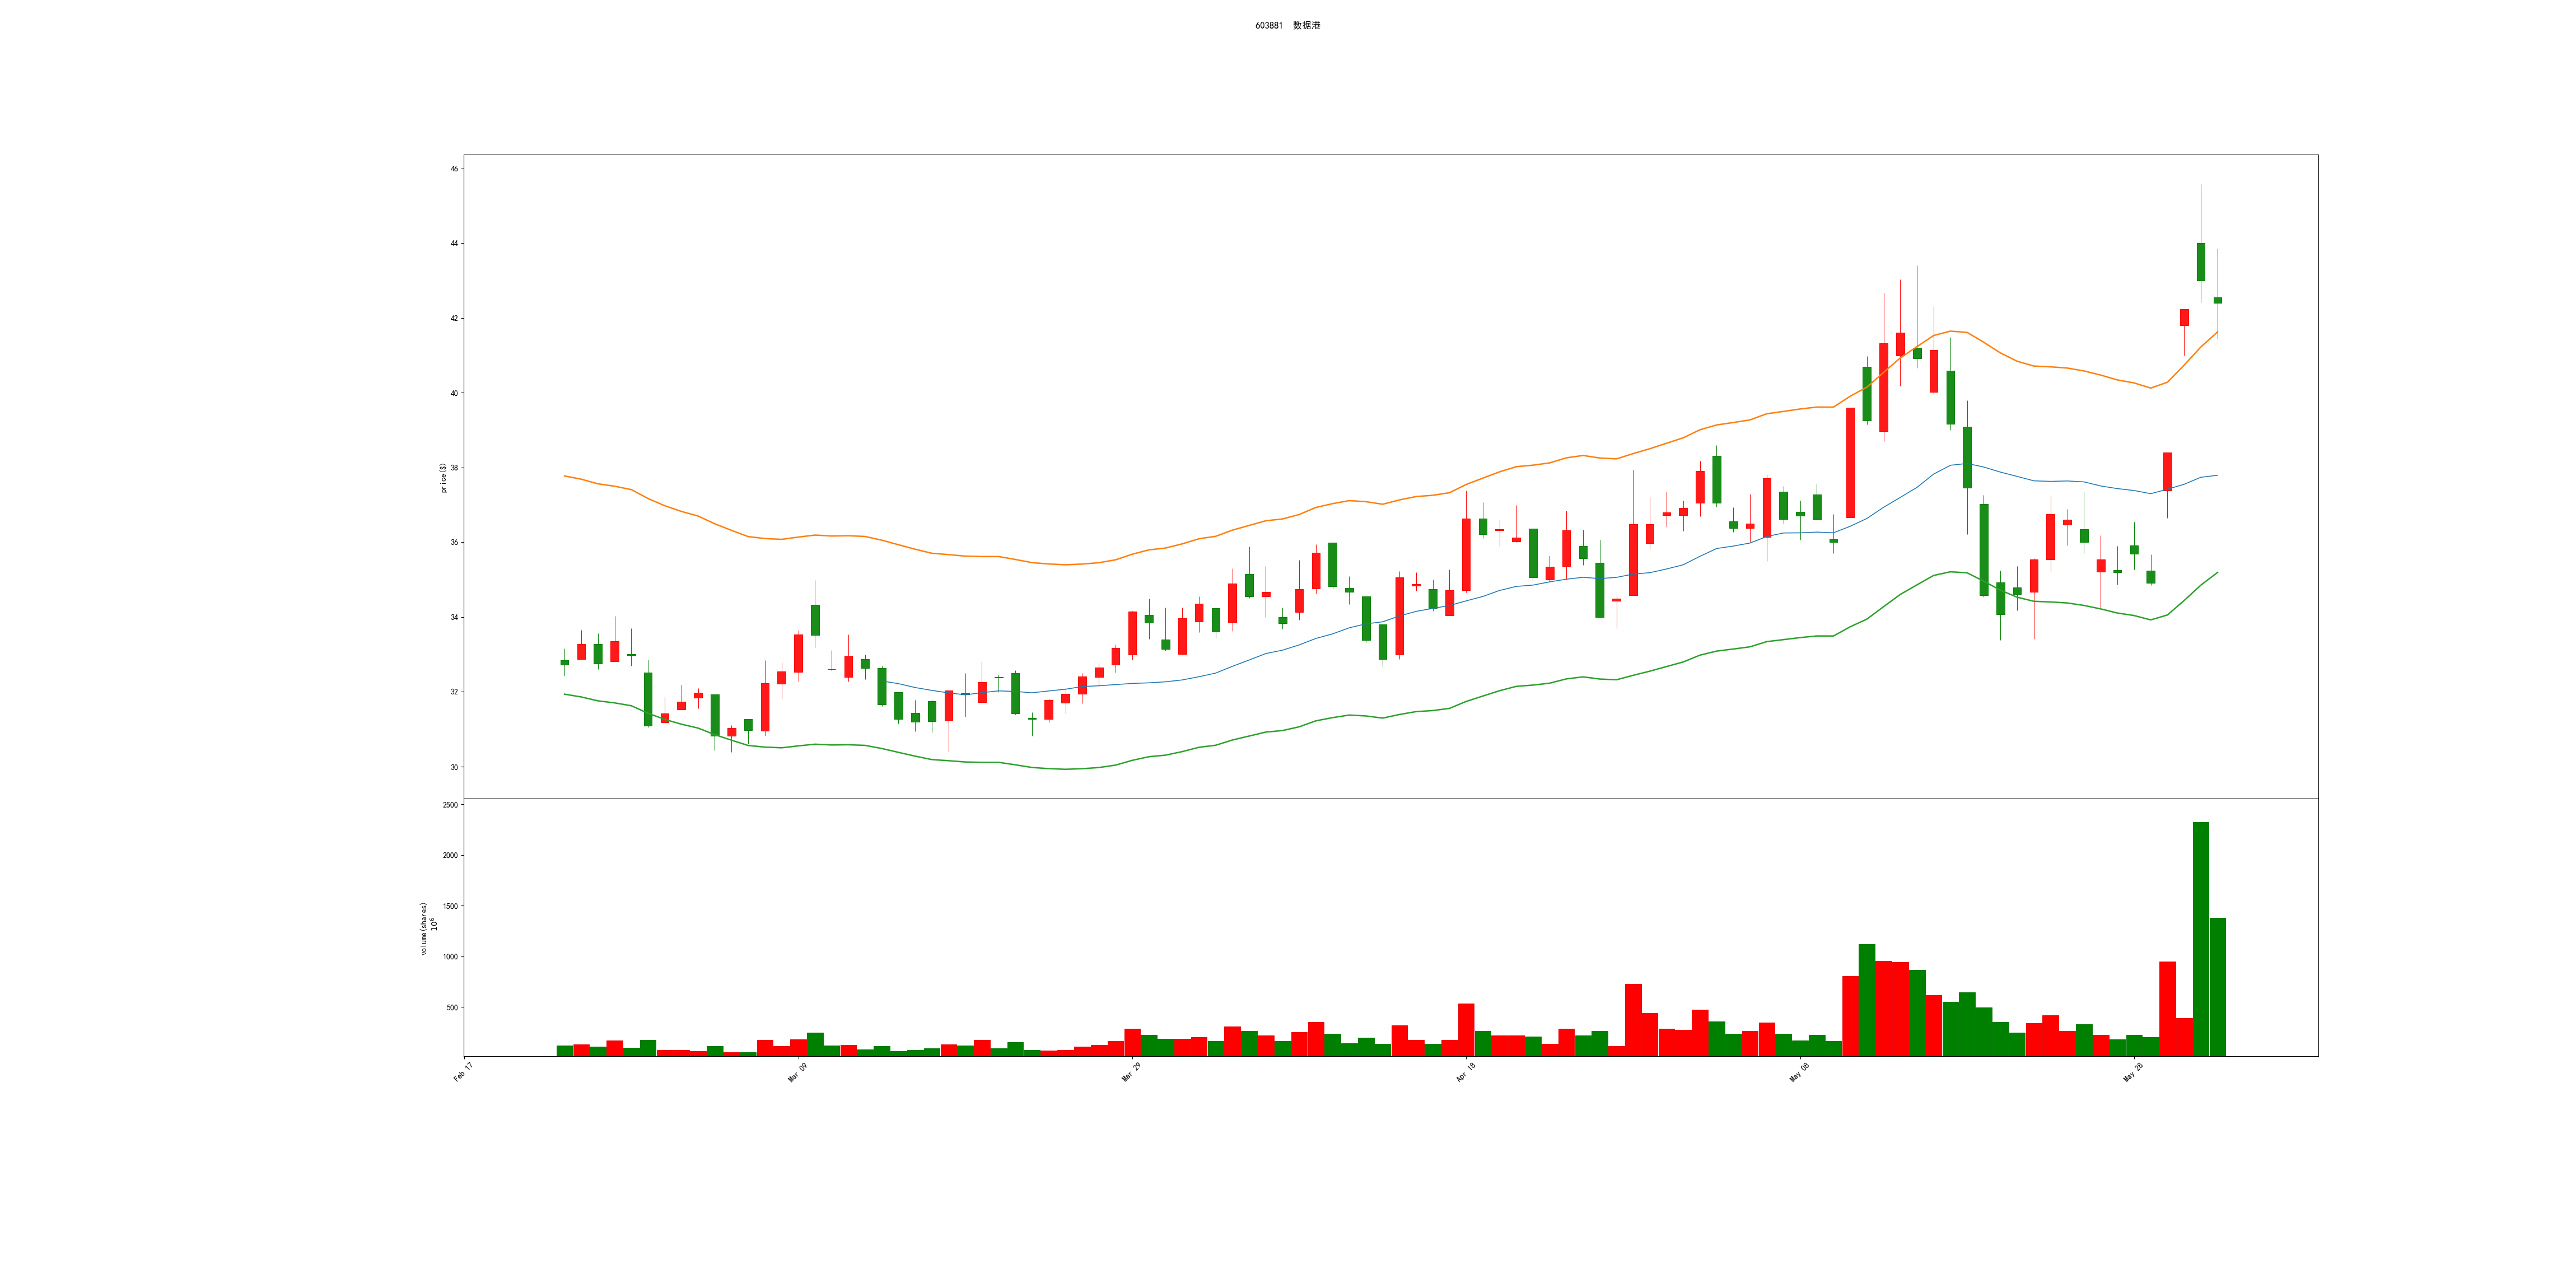 603881 数据港
46
44
42
40
38
36
34
32
30
price($)
2500
2000
1500
1000
500
volume(shares)
10⁶
Feb 17
Mar 09
Mar 29
Apr 18
May 08
May 28